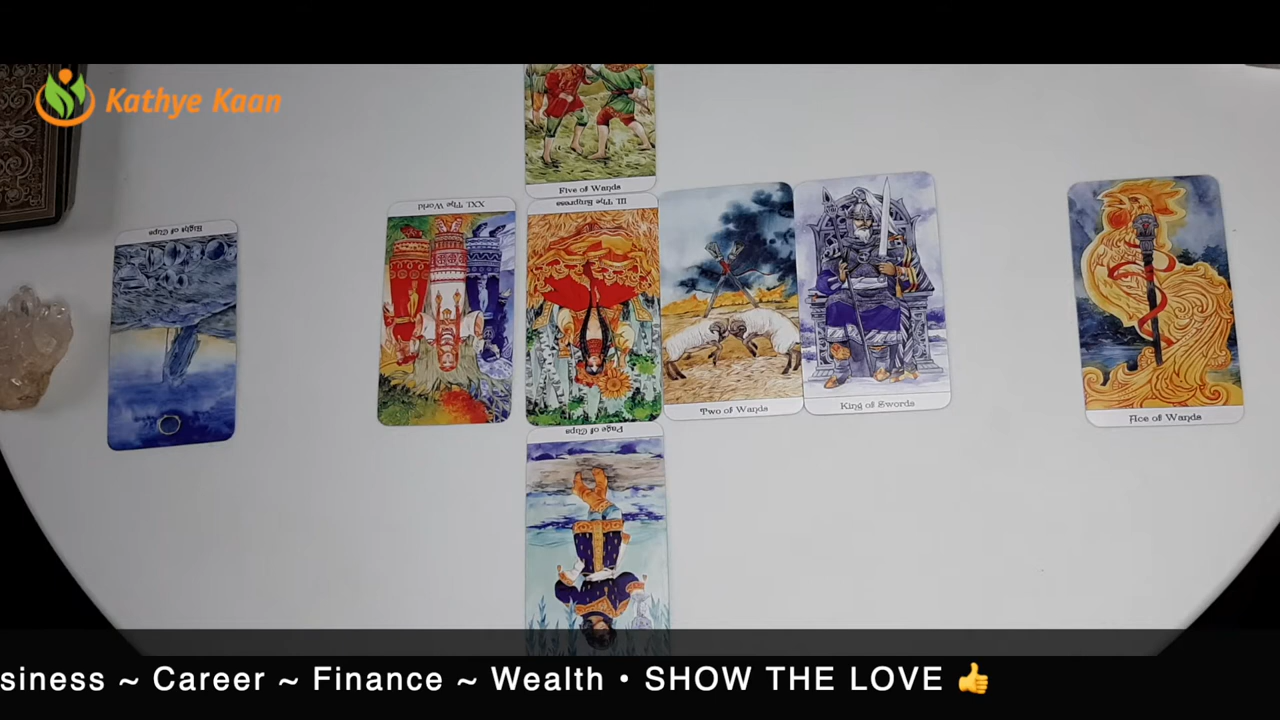 Kathye Kaan
Five of Wands
XXI. The World
III. The Empress
Two of Wands
King of Swords
Eight of Cups
Ace of Wands
Page of Cups
siness ~ Career ~ Finance ~ Wealth • SHOW THE LOVE 👍